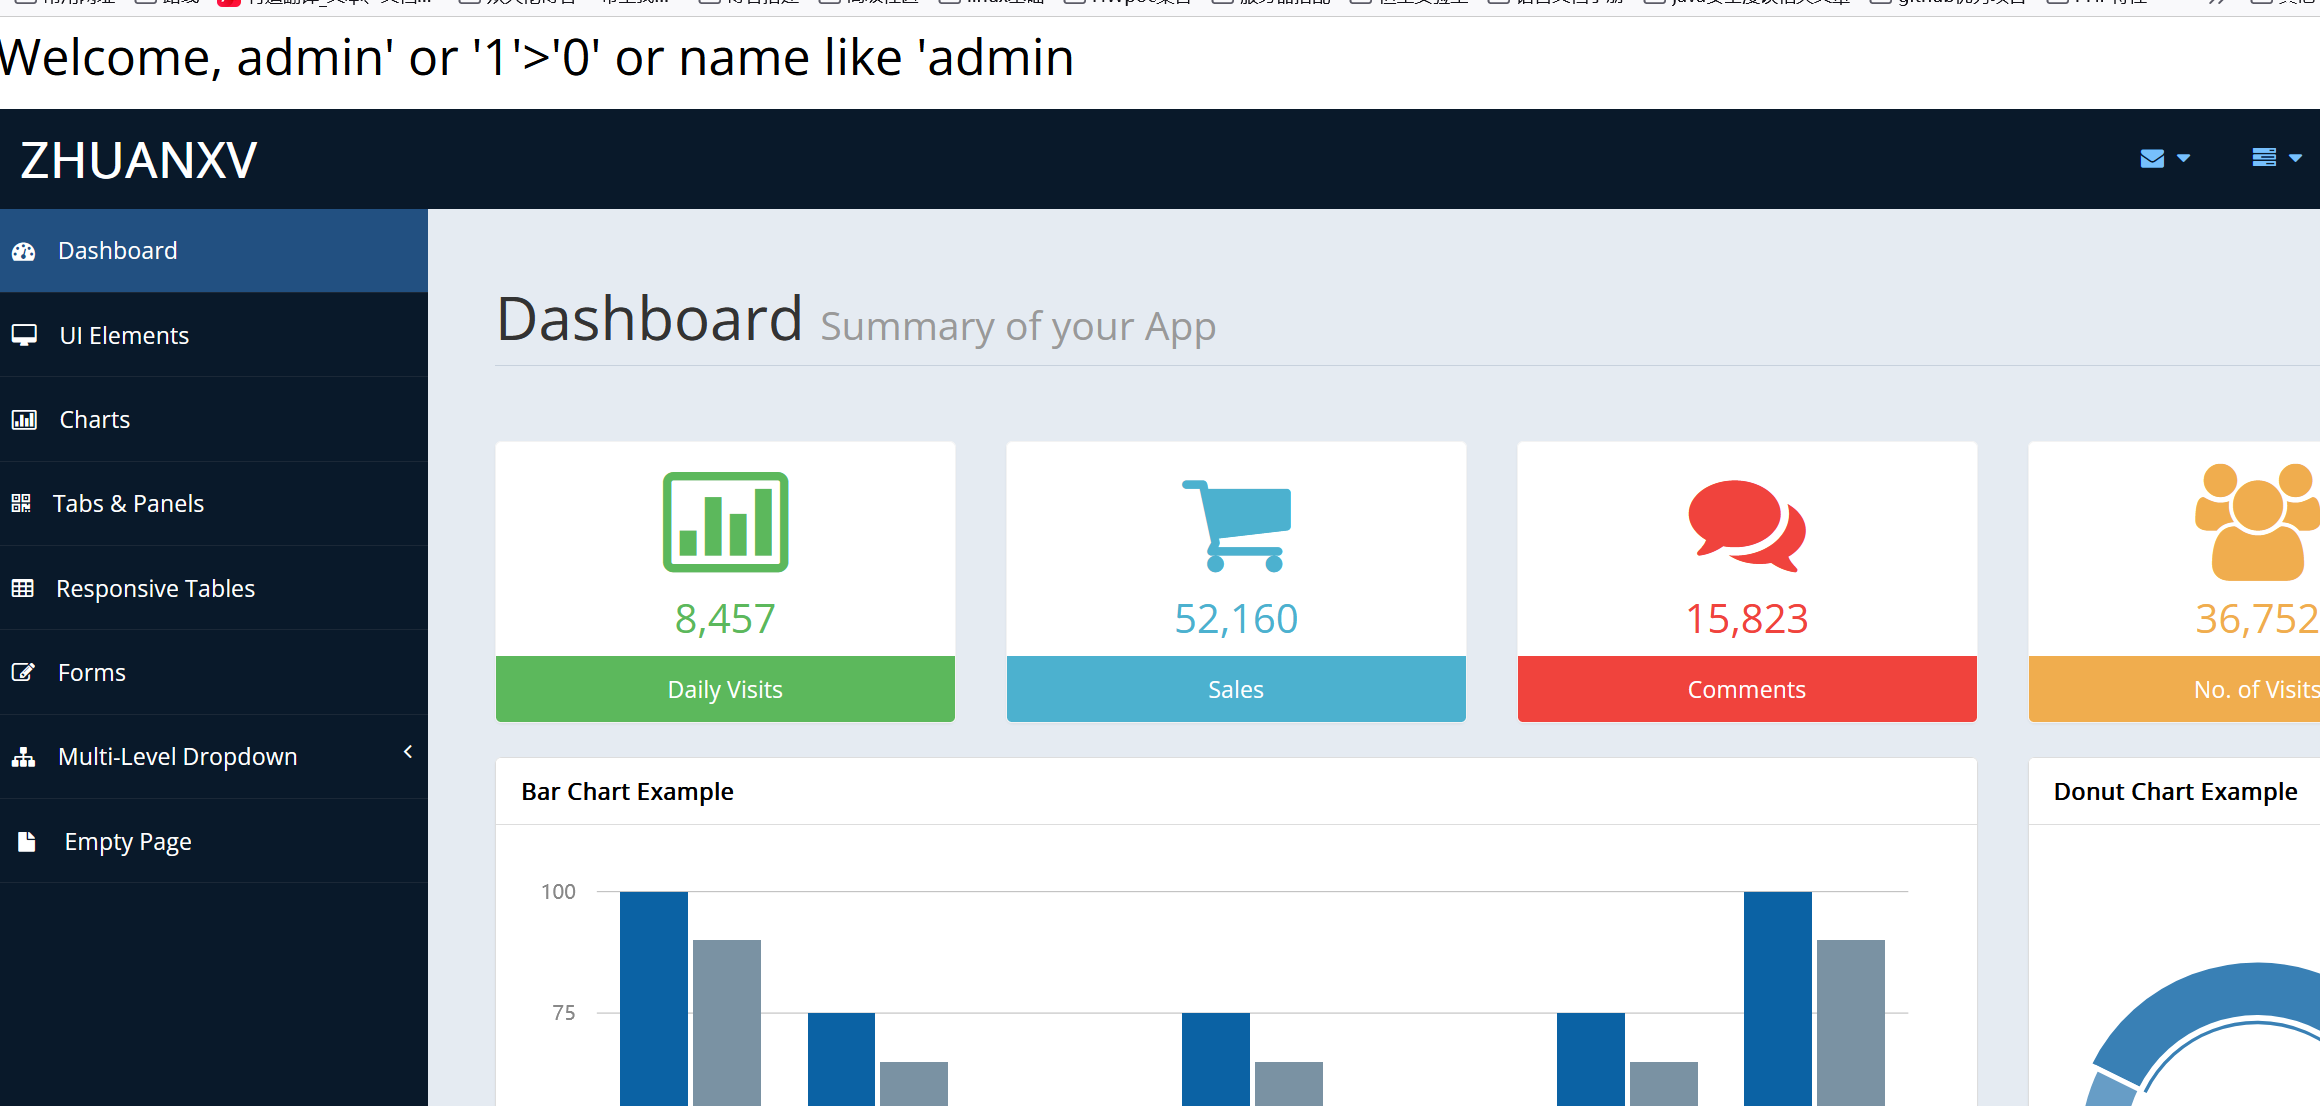 Welcome, admin' or '1'>'0' or name like 'admin
ZHUANXV
Dashboard
UI Elements
Charts
Tabs & Panels
Responsive Tables
Forms
Multi-Level Dropdown
Empty Page
Dashboard Summary of your App
8,457
Daily Visits
52,160
Sales
15,823
Comments
36,752
No. of Visits
Bar Chart Example
100
75
Donut Chart Example